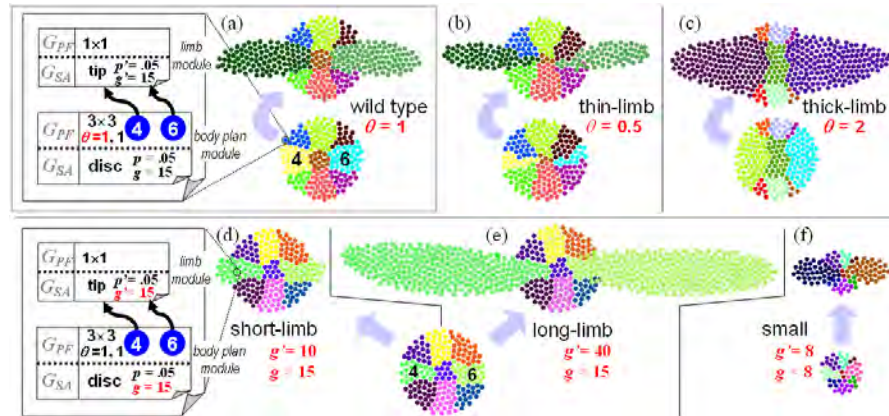 (a)
(b)
(c)
G_PF 1×1
limb module
G_SA tip p' = .05
g' = 15
G_PF 3×3
θ=1. 1
4
6
body plan module
G_SA disc p = .05
g = 15
wild type
θ = 1
4
6
thin-limb
θ = 0.5
thick-limb
θ = 2
(d)
(e)
(f)
G_PF 1×1
limb module
G_SA tip p' = .05
g' = 15
G_PF 3×3
θ=1. 1
4
6
body plan module
G_SA disc p = .05
g = 15
short-limb
g' = 10
g = 15
4
6
long-limb
g' = 40
g = 15
small
g' = 8
g = 8